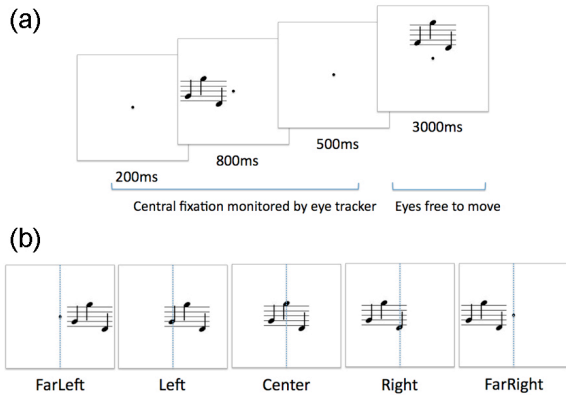 (a)
200ms
800ms
500ms
3000ms
Central fixation monitored by eye tracker
Eyes free to move
(b)
FarLeft
Left
Center
Right
FarRight